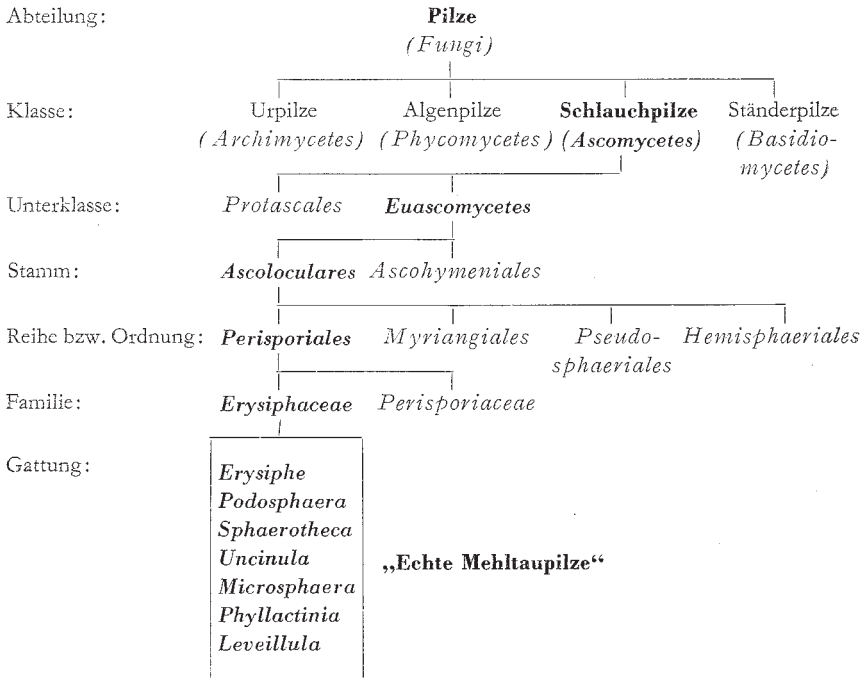 Abteilung: Pilze
(Fungi)
Klasse: Urpilze Algenpilze Schlauchpilze Ständerpilze
(Archimycetes) (Phycomycetes) (Ascomycetes) (Basidio-
mycetes)
Unterklasse: Protascales Euascomycetes
Stamm: Ascoloculares Ascohymeniales
Reihe bzw. Ordnung: Perisporiales Myriangiales Pseudo- Hemisphaeriales
sphaeriales
Familie: Erysiphaceae Perisporiaceae
Gattung:
Erysiphe
Podosphaera
Sphaerotheca
Uncinula „Echte Mehltaupilze“
Microsphaera
Phyllactinia
Leveillula